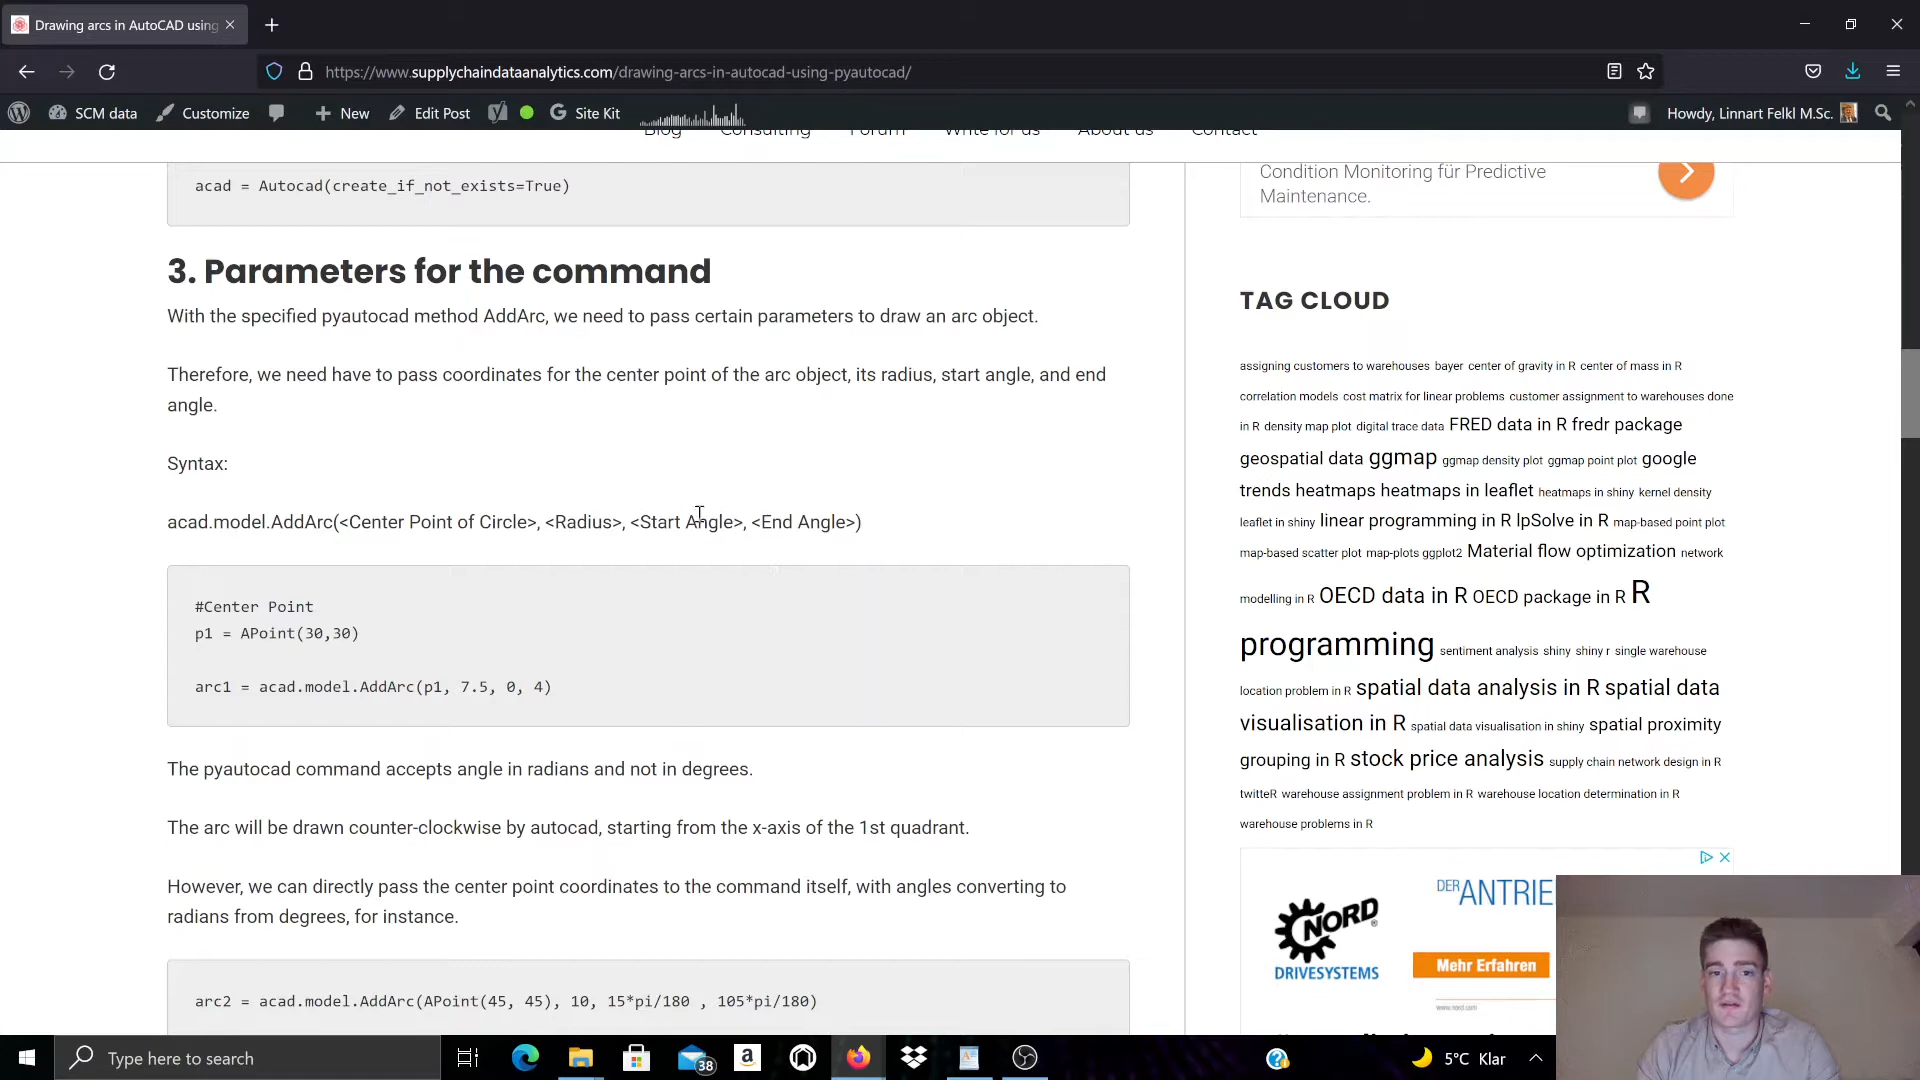 Drawing arcs in AutoCAD using
https://www.supplychaindataanalytics.com/drawing-arcs-in-autocad-using-pyautocad/
SCM data Customize New Edit Post Site Kit Howdy, Linnart Felkl M.Sc.
Blog Consulting Forum Write for us About us Contact
acad = Autocad(create_if_not_exists=True)
3. Parameters for the command
With the specified pyautocad method AddArc, we need to pass certain parameters to draw an arc object.
Therefore, we need have to pass coordinates for the center point of the arc object, its radius, start angle, and end
angle.
Syntax:
acad.model.AddArc(<Center Point of Circle>, <Radius>, <Start Angle>, <End Angle>)
#Center Point
p1 = APoint(30,30)
arc1 = acad.model.AddArc(p1, 7.5, 0, 4)
The pyautocad command accepts angle in radians and not in degrees.
The arc will be drawn counter-clockwise by autocad, starting from the x-axis of the 1st quadrant.
However, we can directly pass the center point coordinates to the command itself, with angles converting to
radians from degrees, for instance.
arc2 = acad.model.AddArc(APoint(45, 45), 10, 15*pi/180 , 105*pi/180)
Condition Monitoring für Predictive
Maintenance.
TAG CLOUD
assigning customers to warehouses bayer center of gravity in R center of mass in R
correlation models cost matrix for linear problems customer assignment to warehouses done
in R density map plot digital trace data FRED data in R fredr package
geospatial data ggmap ggmap density plot ggmap point plot google
trends heatmaps heatmaps in leaflet heatmaps in shiny kernel density
leaflet in shiny linear programming in R lpSolve in R map-based point plot
map-based scatter plot map-plots ggplot2 Material flow optimization network
modelling in R OECD data in R OECD package in R R
programming sentiment analysis shiny shiny r single warehouse
location problem in R spatial data analysis in R spatial data
visualisation in R spatial data visualisation in shiny spatial proximity
grouping in R stock price analysis supply chain network design in R
twitteR warehouse assignment problem in R warehouse location determination in R
warehouse problems in R
DER
ANTRIE
NORD
DRIVESYSTEMS
Mehr Erfahren
www.nord.com
Type here to search
38
5°C Klar